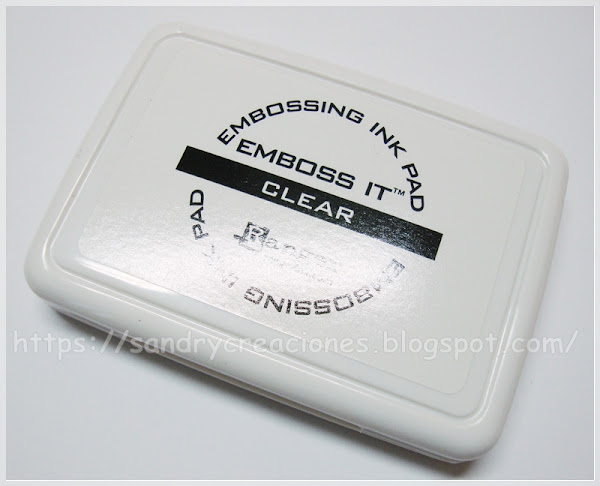 EMBOSSING INK PAD
EMBOSS IT™
CLEAR
EMBOSSING PAD
https://sandrycreaciones.blogspot.com/